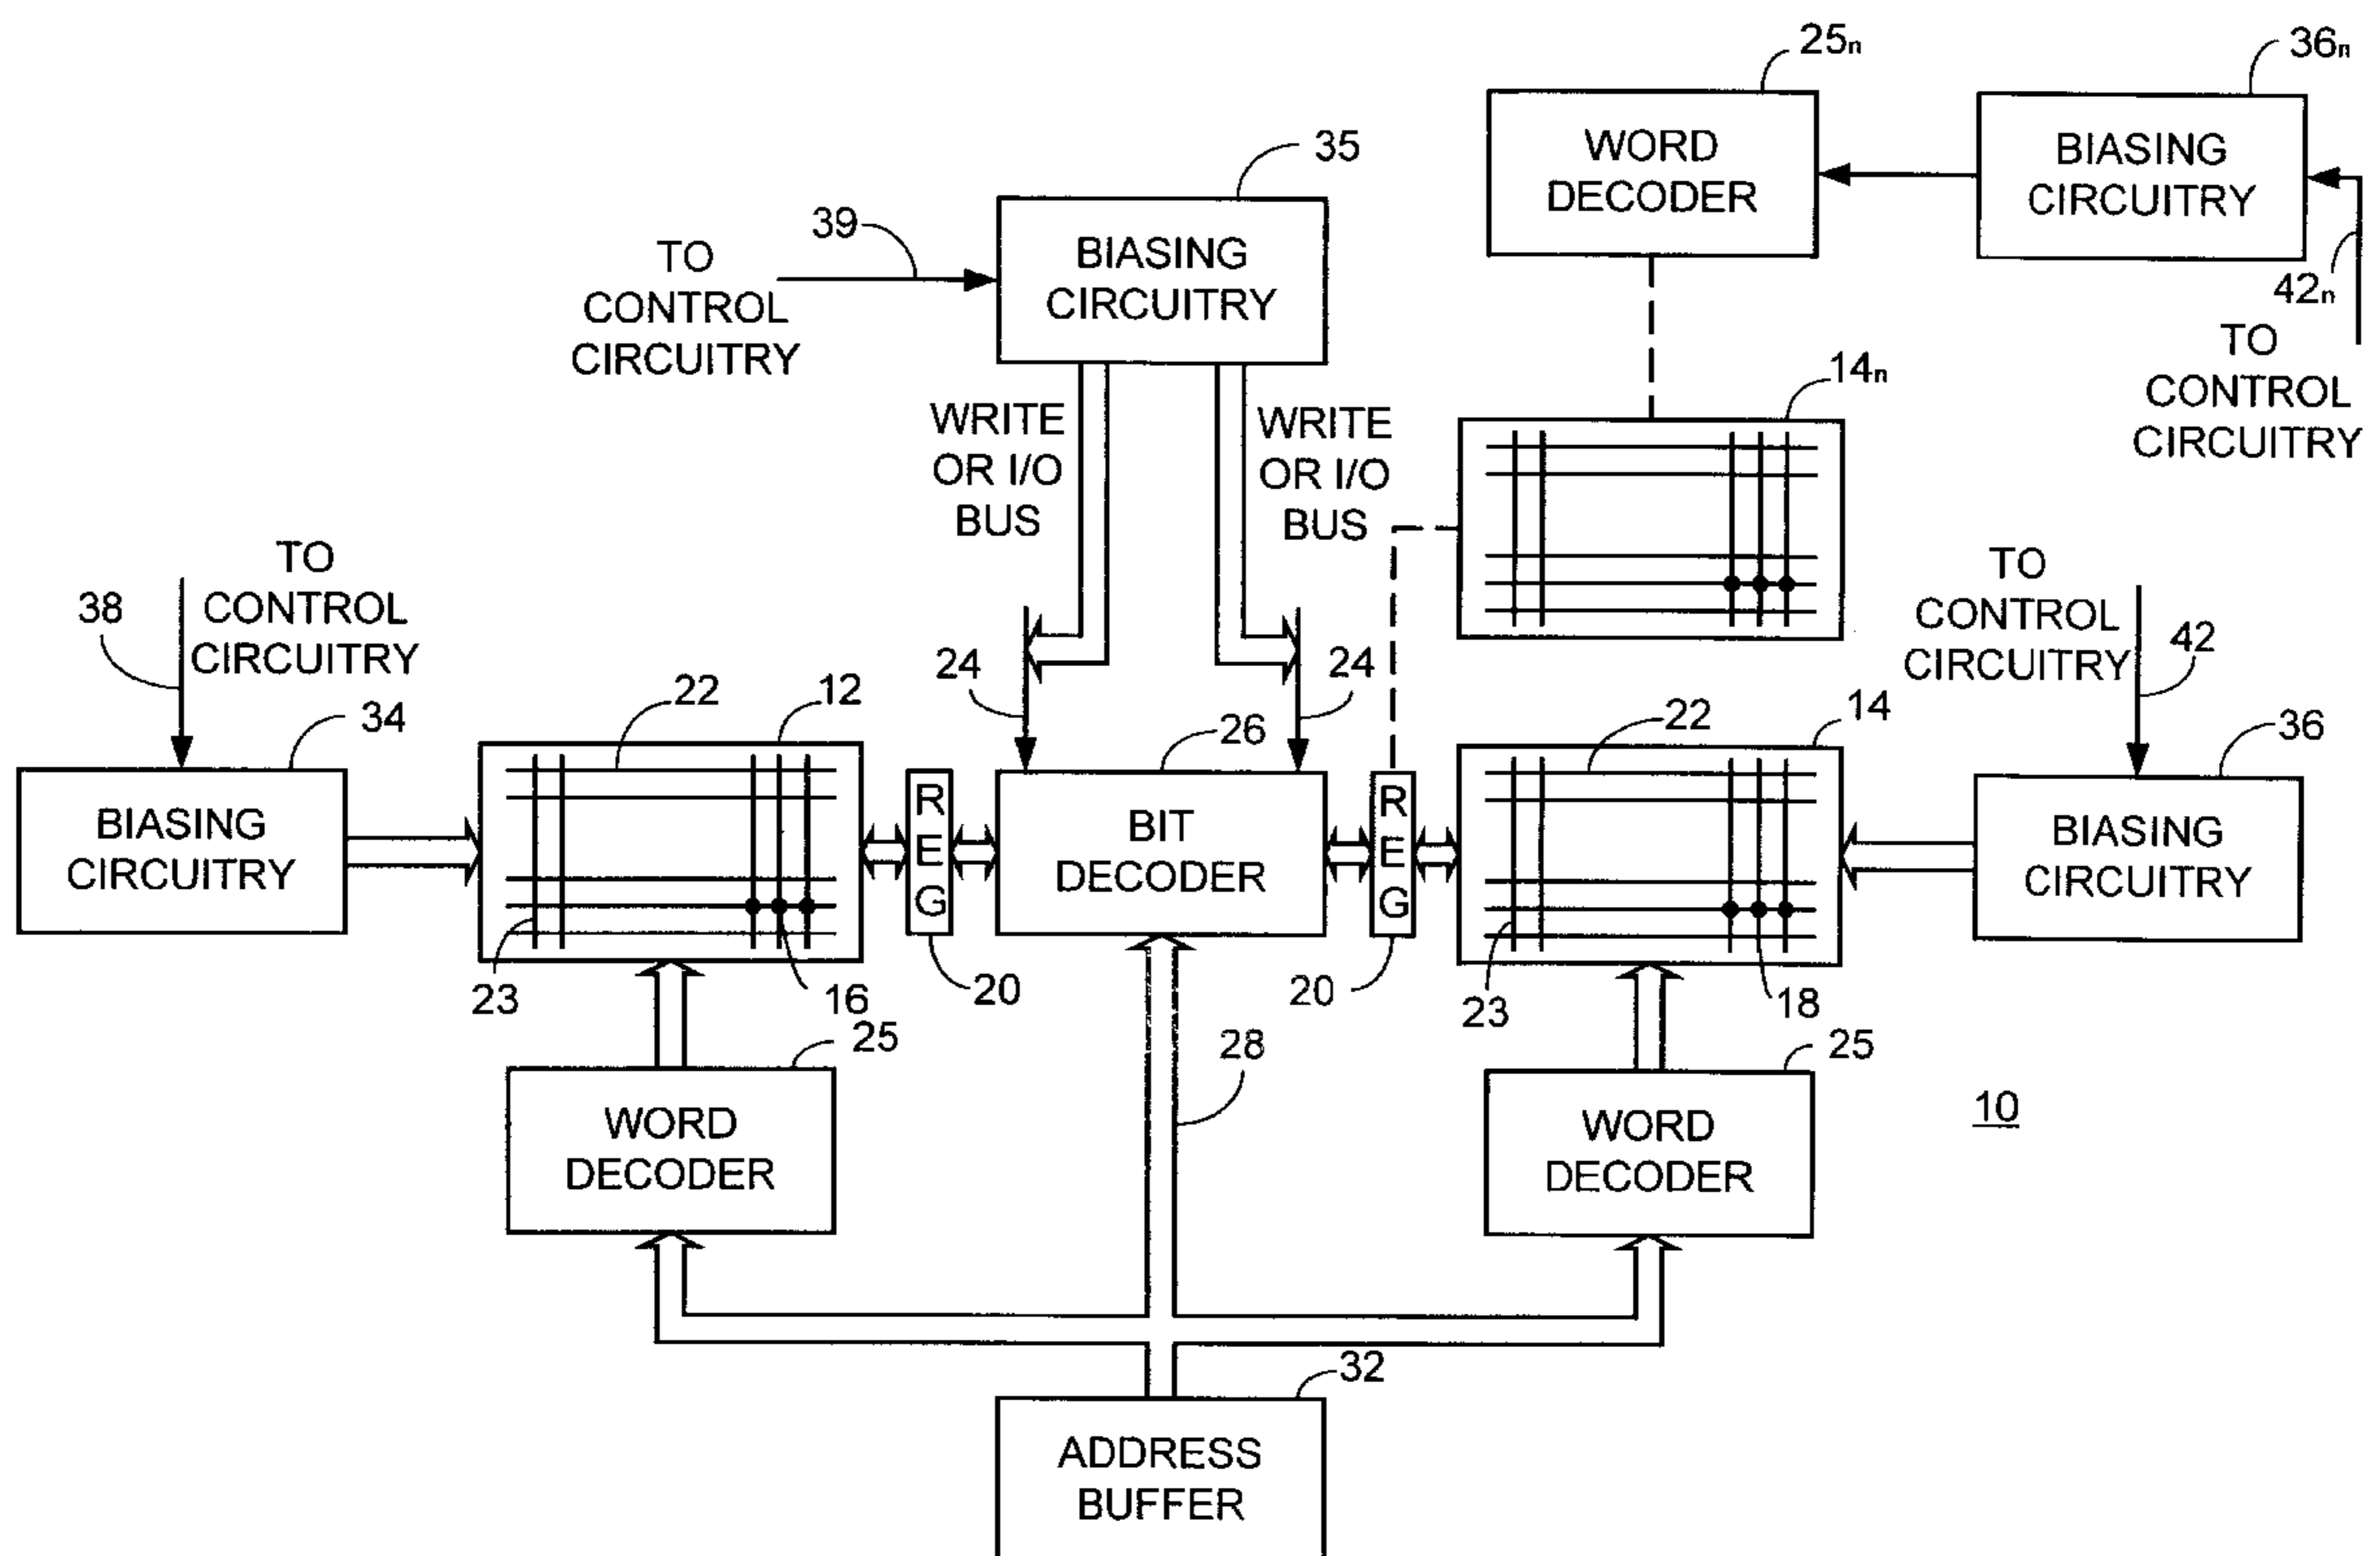 25n
36n
WORD
DECODER
BIASING
CIRCUITRY
42n
TO
CONTROL
CIRCUITRY
35
39
TO
CONTROL
CIRCUITRY
BIASING
CIRCUITRY
WRITE
OR I/O
BUS
WRITE
OR I/O
BUS
14n
38
TO
CONTROL
CIRCUITRY
TO
CONTROL
CIRCUITRY
42
34
22
12
24
26
24
22
14
36
BIASING
CIRCUITRY
R
E
G
BIT
DECODER
R
E
G
BIASING
CIRCUITRY
23
16
20
20
23
18
25
28
25
WORD
DECODER
WORD
DECODER
10
32
ADDRESS
BUFFER